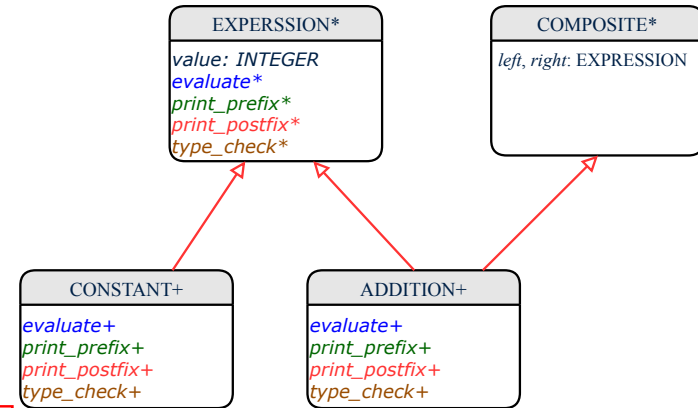 EXPERSSION*
value: INTEGER
evaluate*
print_prefix*
print_postfix*
type_check*
COMPOSITE*
left, right: EXPRESSION
CONSTANT+
evaluate+
print_prefix+
print_postfix+
type_check+
ADDITION+
evaluate+
print_prefix+
print_postfix+
type_check+